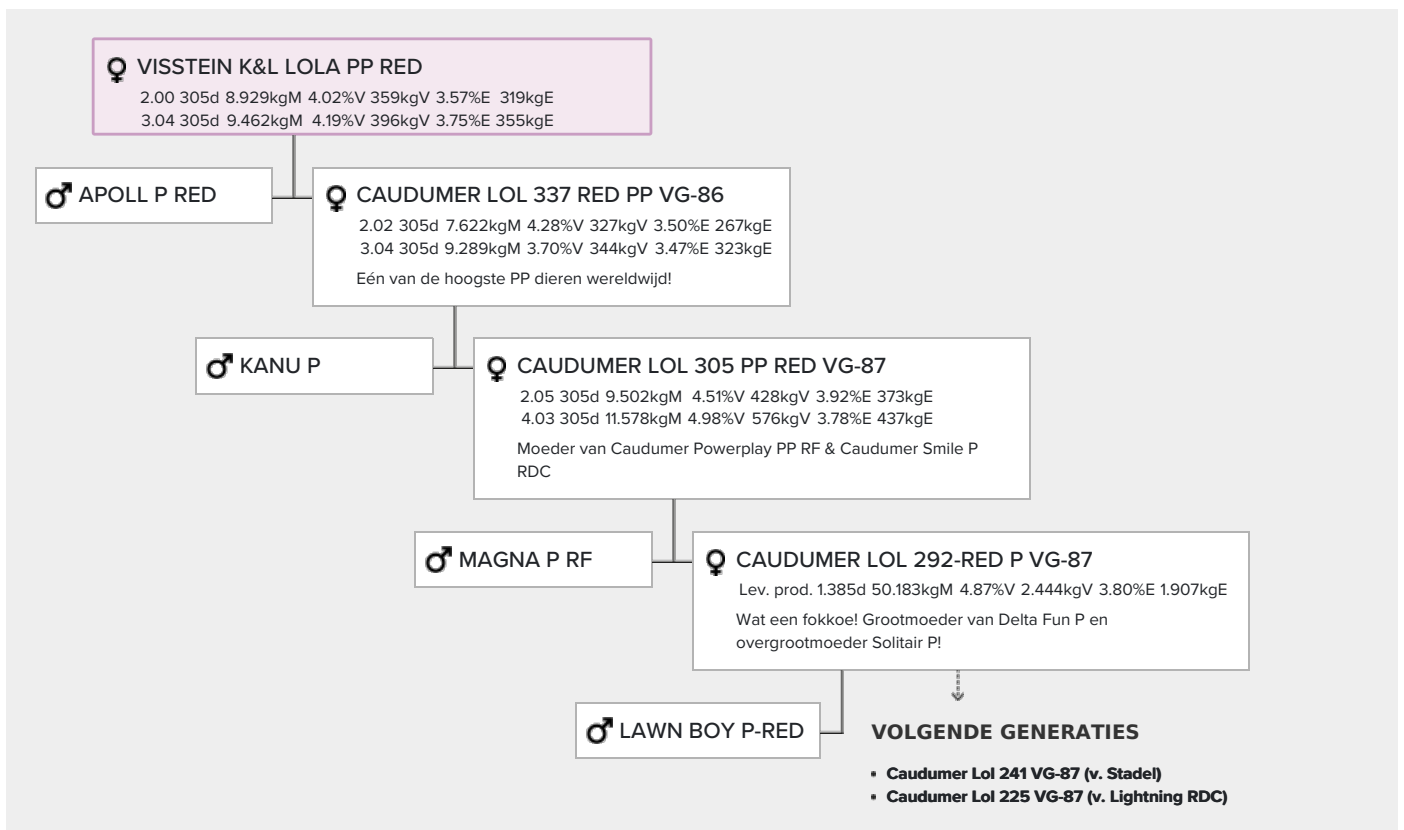 VISSTEIN K&L LOLA PP RED
2.00 305d 8.929kgM 4.02%V 359kgV 3.57%E 319kgE
3.04 305d 9.462kgM 4.19%V 396kgV 3.75%E 355kgE
APOLL P RED
CAUDUMER LOL 337 RED PP VG-86
2.02 305d 7.622kgM 4.28%V 327kgV 3.50%E 267kgE
3.04 305d 9.289kgM 3.70%V 344kgV 3.47%E 323kgE
Eén van de hoogste PP dieren wereldwijd!
KANU P
CAUDUMER LOL 305 PP RED VG-87
2.05 305d 9.502kgM 4.51%V 428kgV 3.92%E 373kgE
4.03 305d 11.578kgM 4.98%V 576kgV 3.78%E 437kgE
Moeder van Caudumer Powerplay PP RF & Caudumer Smile P
RDC
MAGNA P RF
CAUDUMER LOL 292-RED P VG-87
Lev. prod. 1.385d 50.183kgM 4.87%V 2.444kgV 3.80%E 1.907kgE
Wat een fokkoe! Grootmoeder van Delta Fun P en
overgrootmoeder Solitair P!
LAWN BOY P-RED
VOLGENDE GENERATIES
• Caudumer Lol 241 VG-87 (v. Stadel)
• Caudumer Lol 225 VG-87 (v. Lightning RDC)